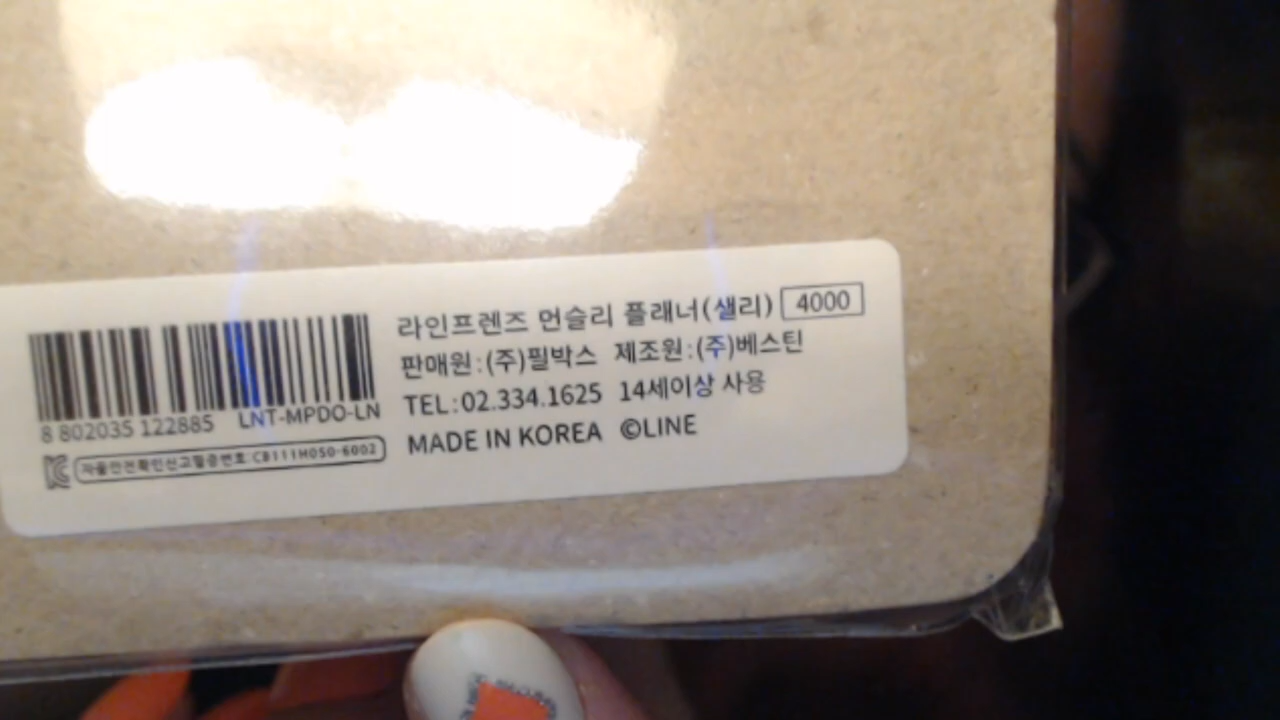 라인프렌즈 먼슬리 플래너(샐리) 4000
판매원:(주)필박스 제조원:(주)베스틴
TEL:02.334.1625 14세이상 사용
MADE IN KOREA ©LINE
8 802035 122885 LNT-MPDO-LN
자율안전확인신고필증번호:CB111H050-6002